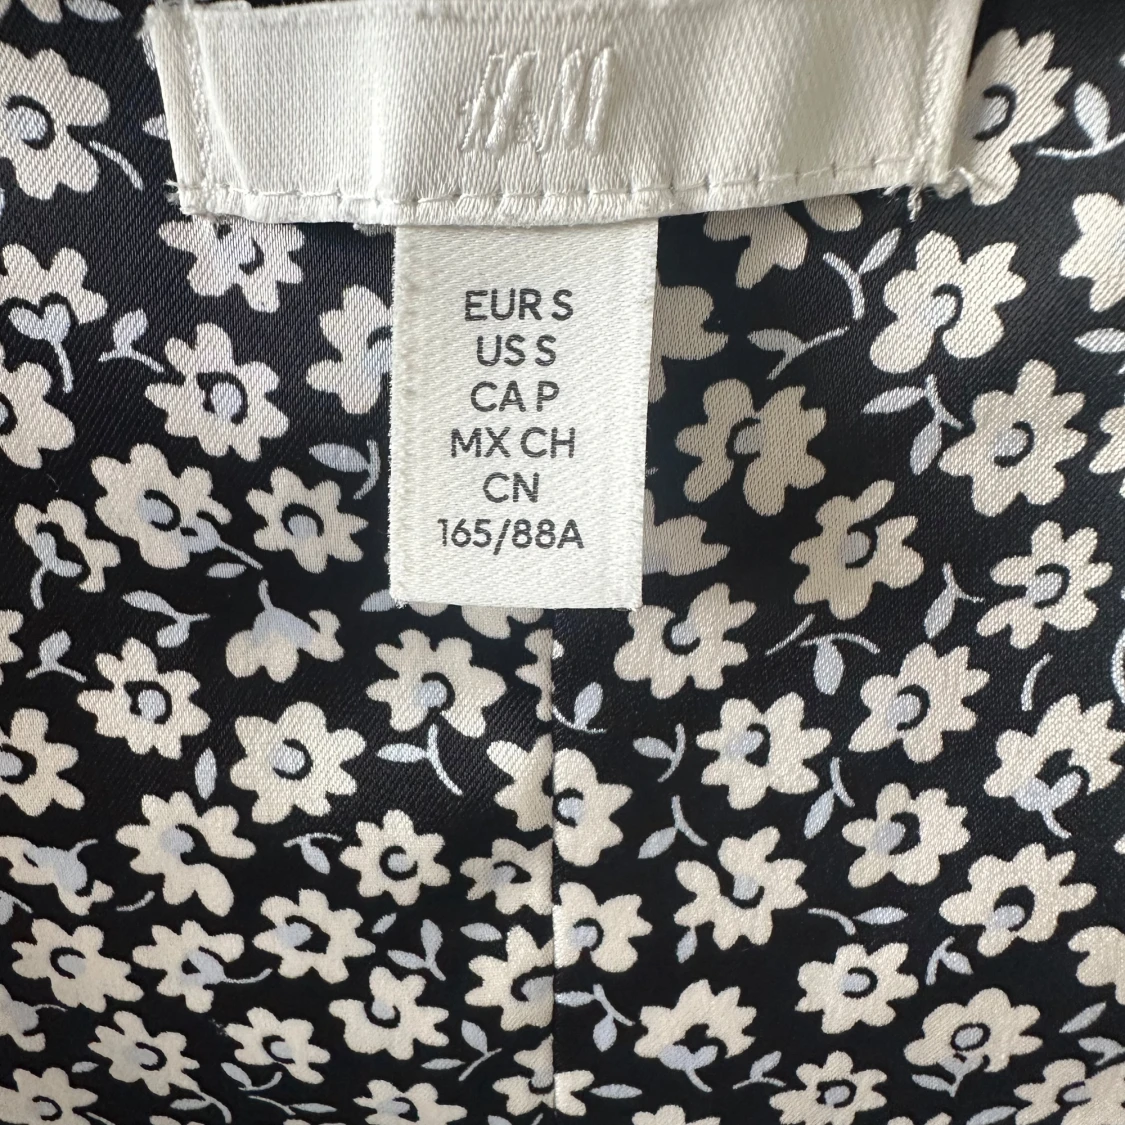 H&M
EUR S
US S
CA P
MX CH
CN
165/88A